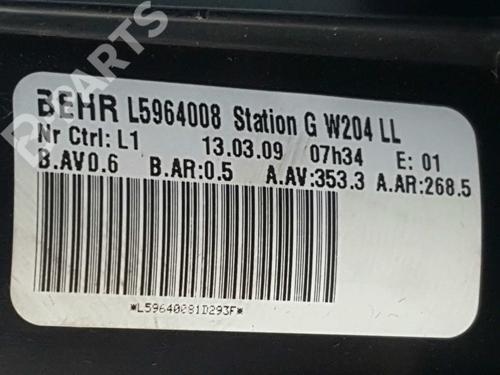 BEHR L5964008 Station G W204 LL
Nr Ctrl: L1 13.03.09 07h34 E: 01
B.AV0.6 B.AR:0.5 A.AV:353.3 A.AR:268.5
*L59640081D293F*